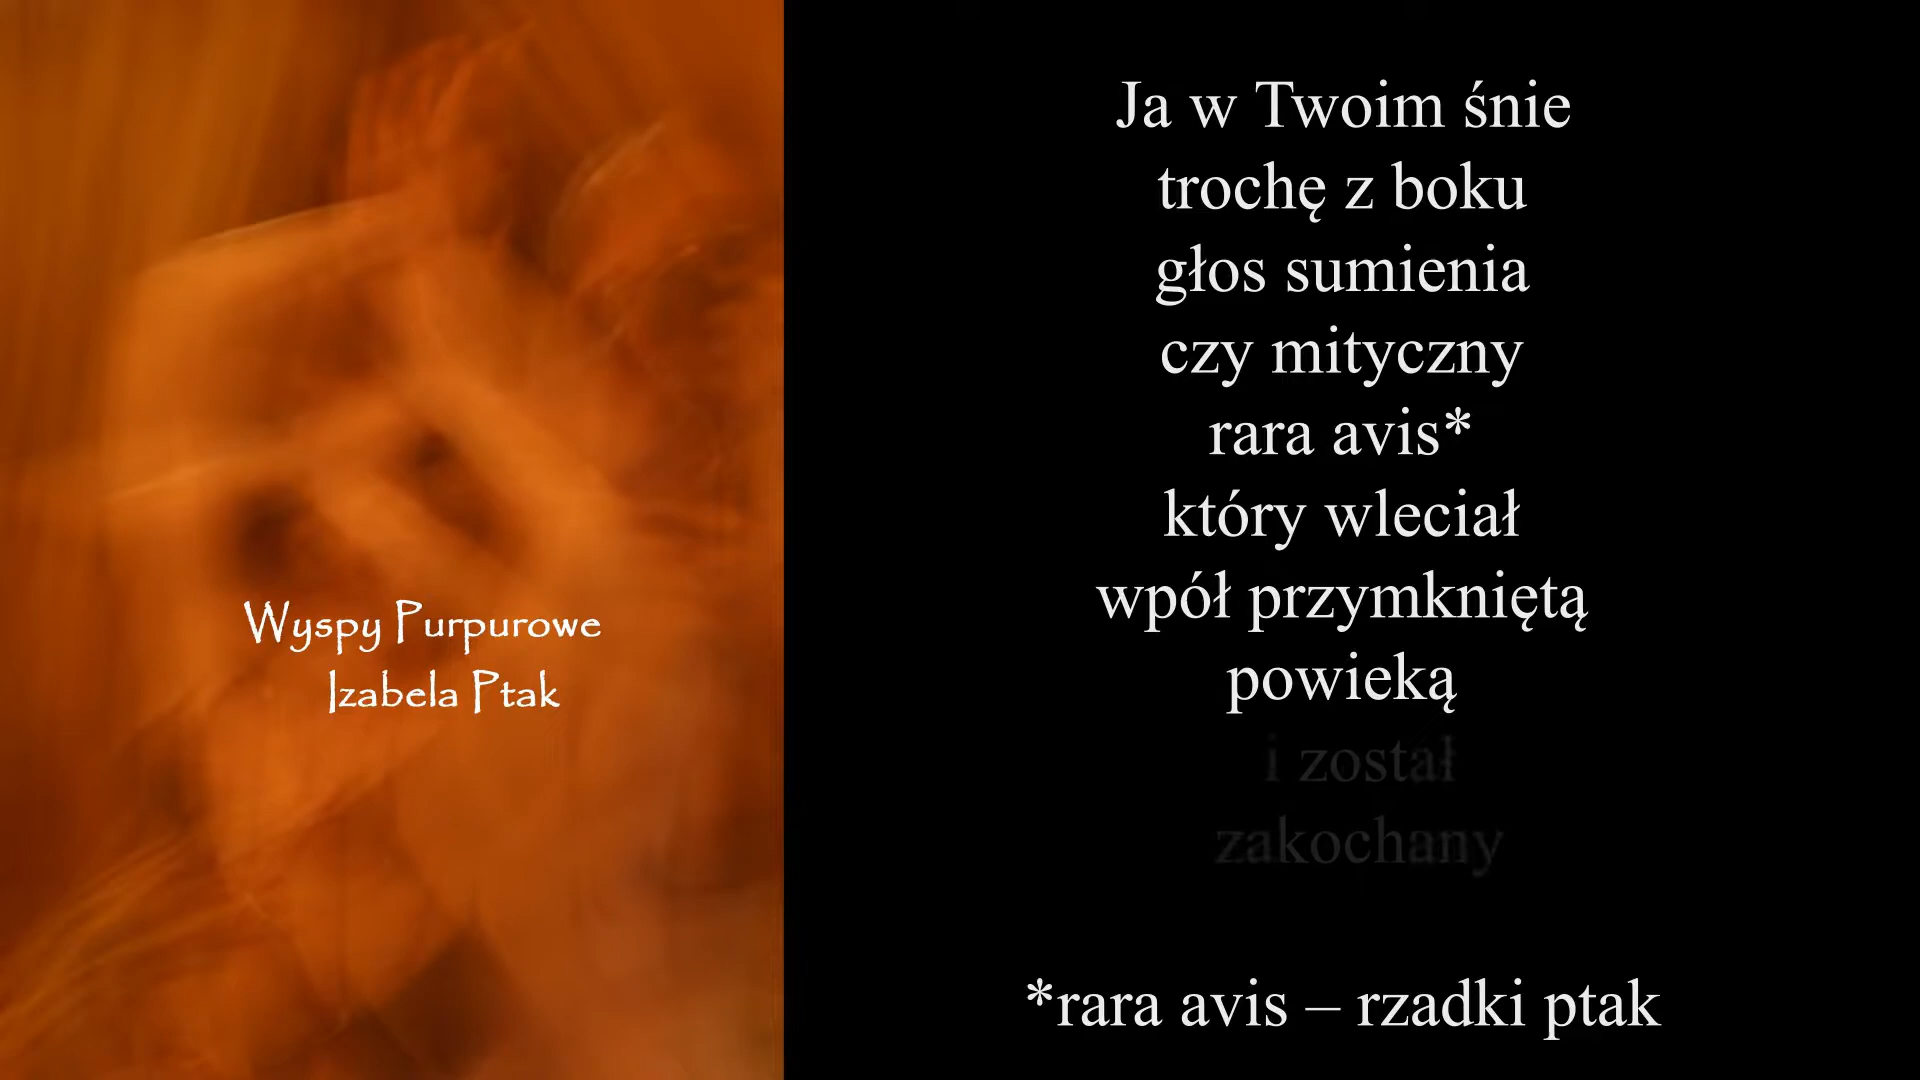 Wyspy Purpurowe
Izabela Ptak
Ja w Twoim śnie
trochę z boku
głos sumienia
czy mityczny
rara avis*
który wleciał
wpół przymkniętą
powieką
i został
zakochany
*rara avis – rzadki ptak